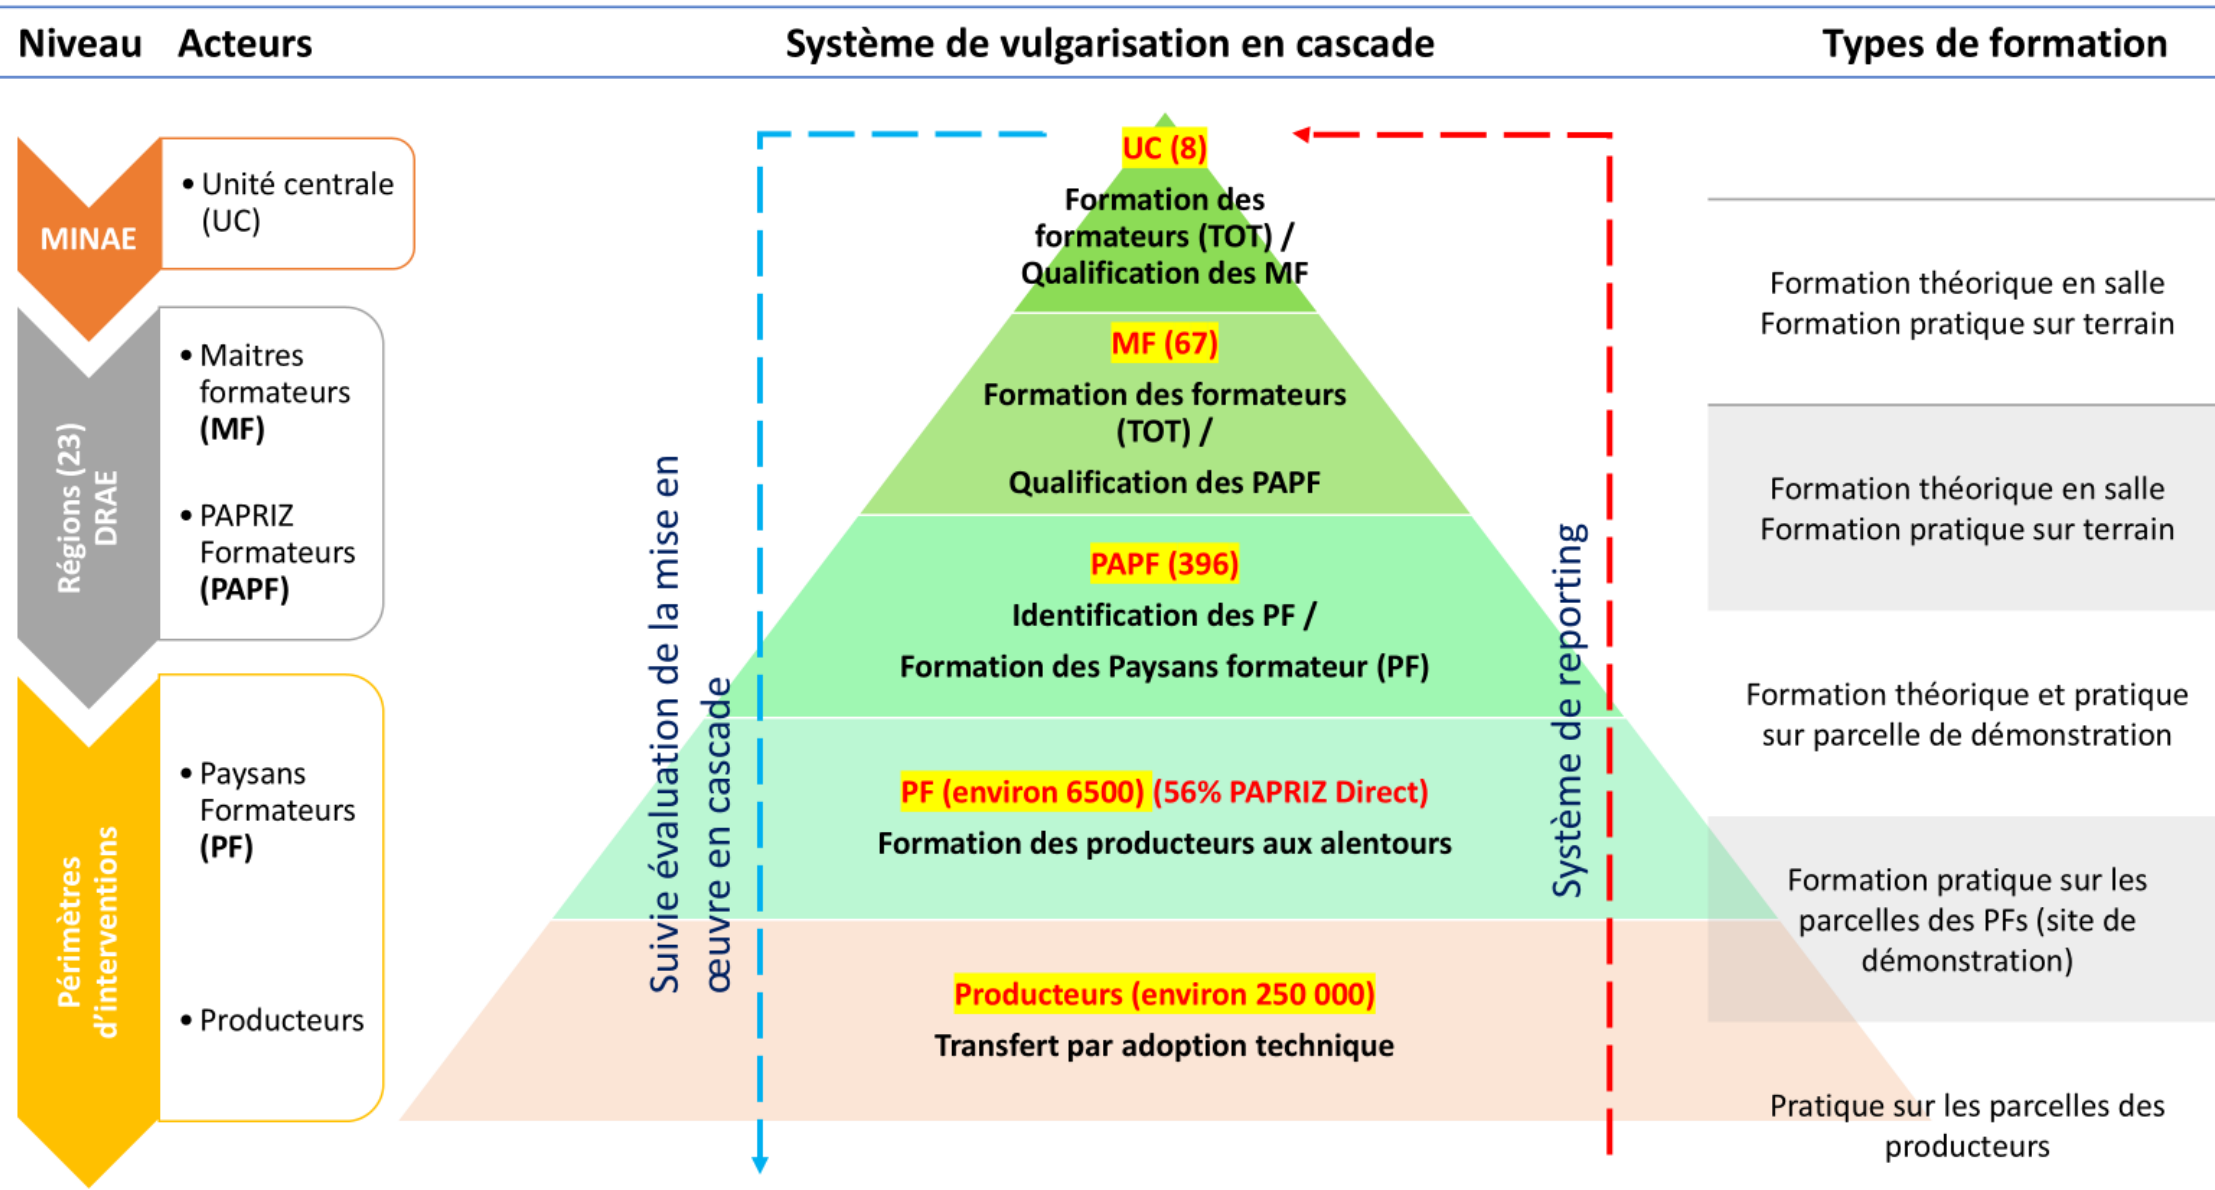 Niveau
Acteurs
Système de vulgarisation en cascade
Types de formation
MINAE
• Unité centrale
(UC)
Régions (23)
DRAE
• Maitres
formateurs
(MF)
• PAPRIZ
Formateurs
(PAPF)
Périmètres
d'interventions
• Paysans
Formateurs
(PF)
• Producteurs
Suivie évaluation de la mise en
œuvre en cascade
UC (8)
Formation des
formateurs (TOT) /
Qualification des MF
MF (67)
Formation des formateurs
(TOT) /
Qualification des PAPF
PAPF (396)
Identification des PF /
Formation des Paysans formateur (PF)
PF (environ 6500) (56% PAPRIZ Direct)
Formation des producteurs aux alentours
Producteurs (environ 250 000)
Transfert par adoption technique
Système de reporting
Formation théorique en salle
Formation pratique sur terrain
Formation théorique en salle
Formation pratique sur terrain
Formation théorique et pratique
sur parcelle de démonstration
Formation pratique sur les
parcelles des PFs (site de
démonstration)
Pratique sur les parcelles des
producteurs